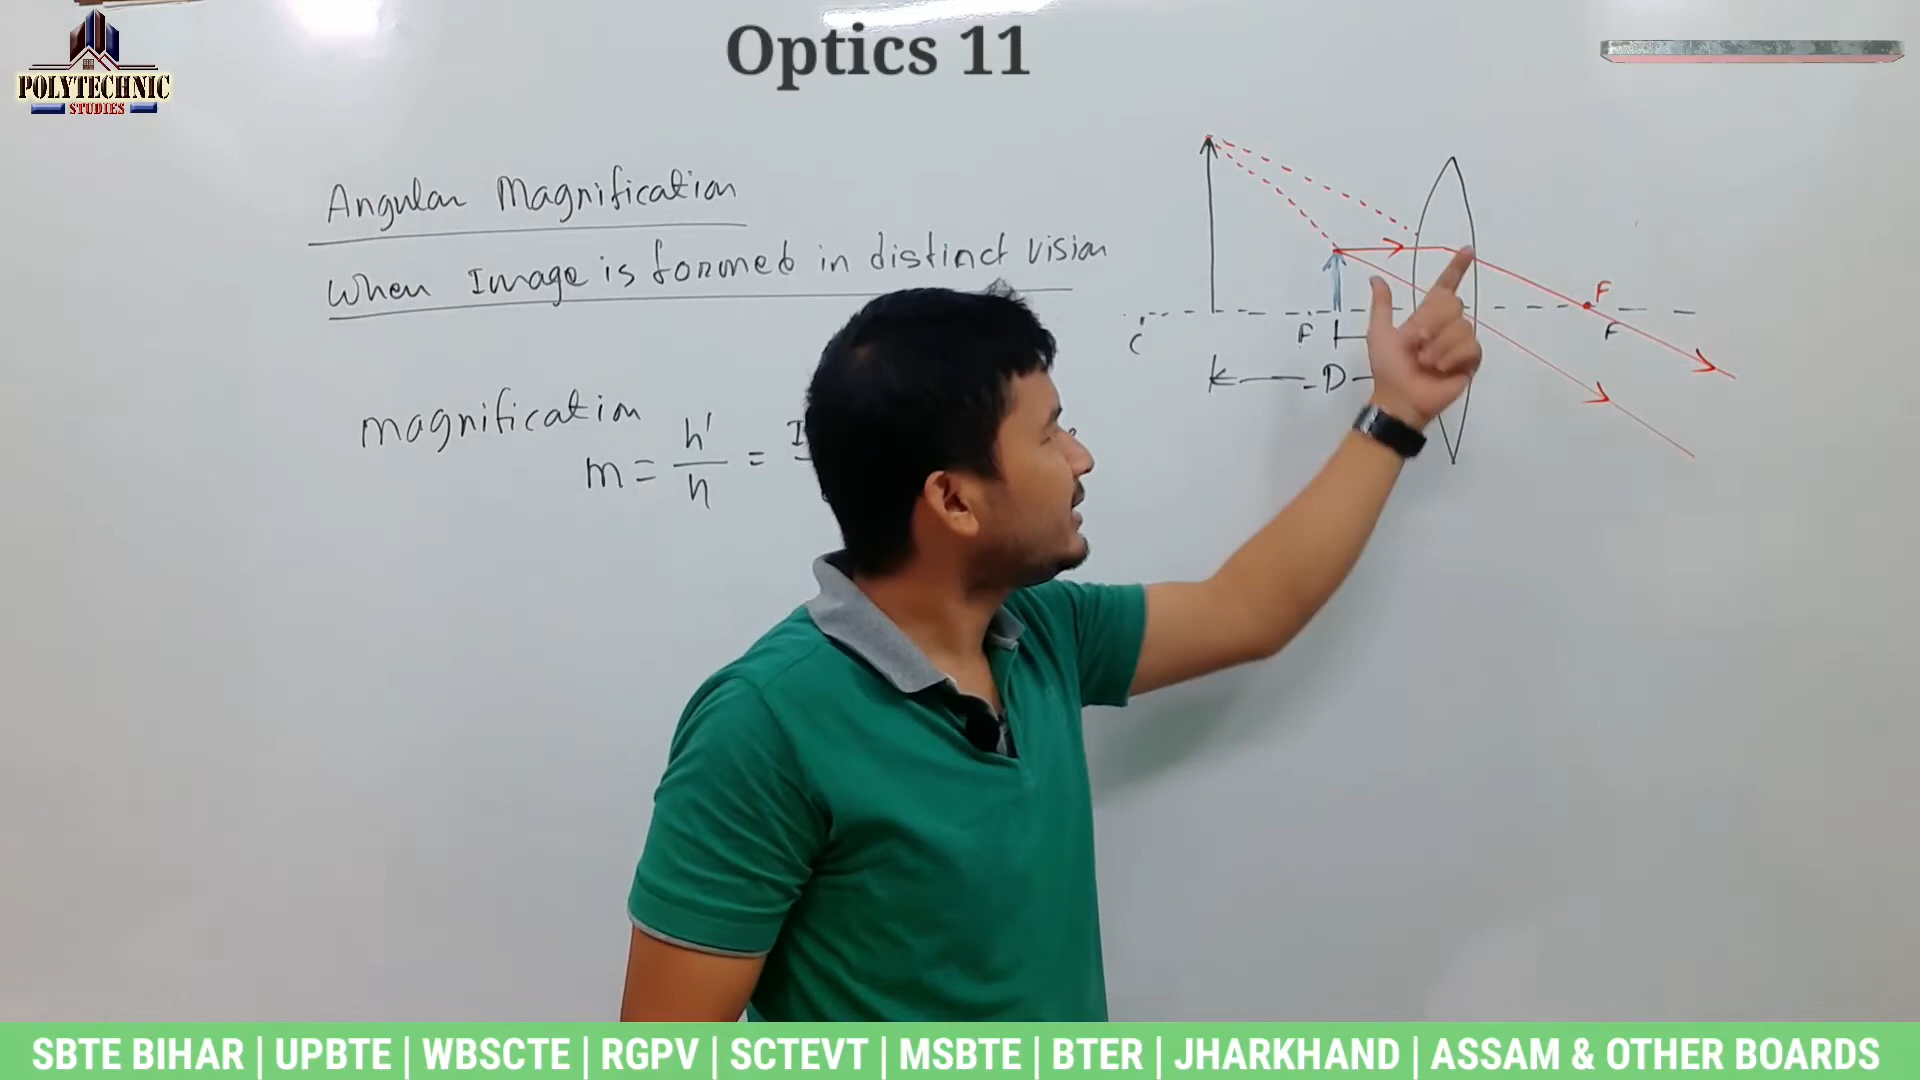 Optics 11
POLYTECHNIC
STUDIES
Angular Magnification
When Image is formed in distinct vision
magnification
m = h'/h =
C
F
D
F
F
SBTE BIHAR | UPBTE | WBSCTE | RGPV | SCTEVT | MSBTE | BTER | JHARKHAND | ASSAM & OTHER BOARDS